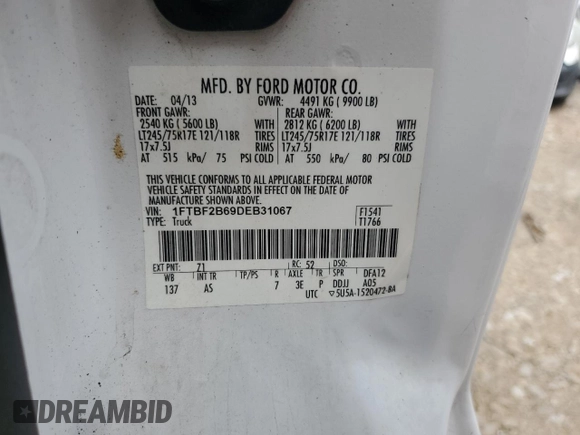 MFD. BY FORD MOTOR CO.
DATE: 04/13 GVWR: 4491 KG ( 9900 LB)
FRONT GAWR: REAR GAWR:
2540 KG ( 5600 LB) WITH 2812 KG ( 6200 LB) WITH
LT245/75R17E 121/118R TIRES LT245/75R17E 121/118R TIRES
17x7.5J RIMS 17x7.5J RIMS
AT 515 kPa/ 75 PSI COLD AT 550 kPa/ 80 PSI COLD
THIS VEHICLE CONFORMS TO ALL APPLICABLE FEDERAL MOTOR
VEHICLE SAFETY STANDARDS IN EFFECT ON THE DATE OF
MANUFACTURE SHOWN ABOVE.
VIN: 1FTBF2B69DEB31067 F1541
TYPE: Truck T1766
EXT PNT: Z1 RC: 52 DSO:
WB INT TR TP/PS R AXLE TR SPR DFA12
137 AS 7 3E P DDJJ A05
UTC ▽5U5A-1520472-BA
DREAMBID